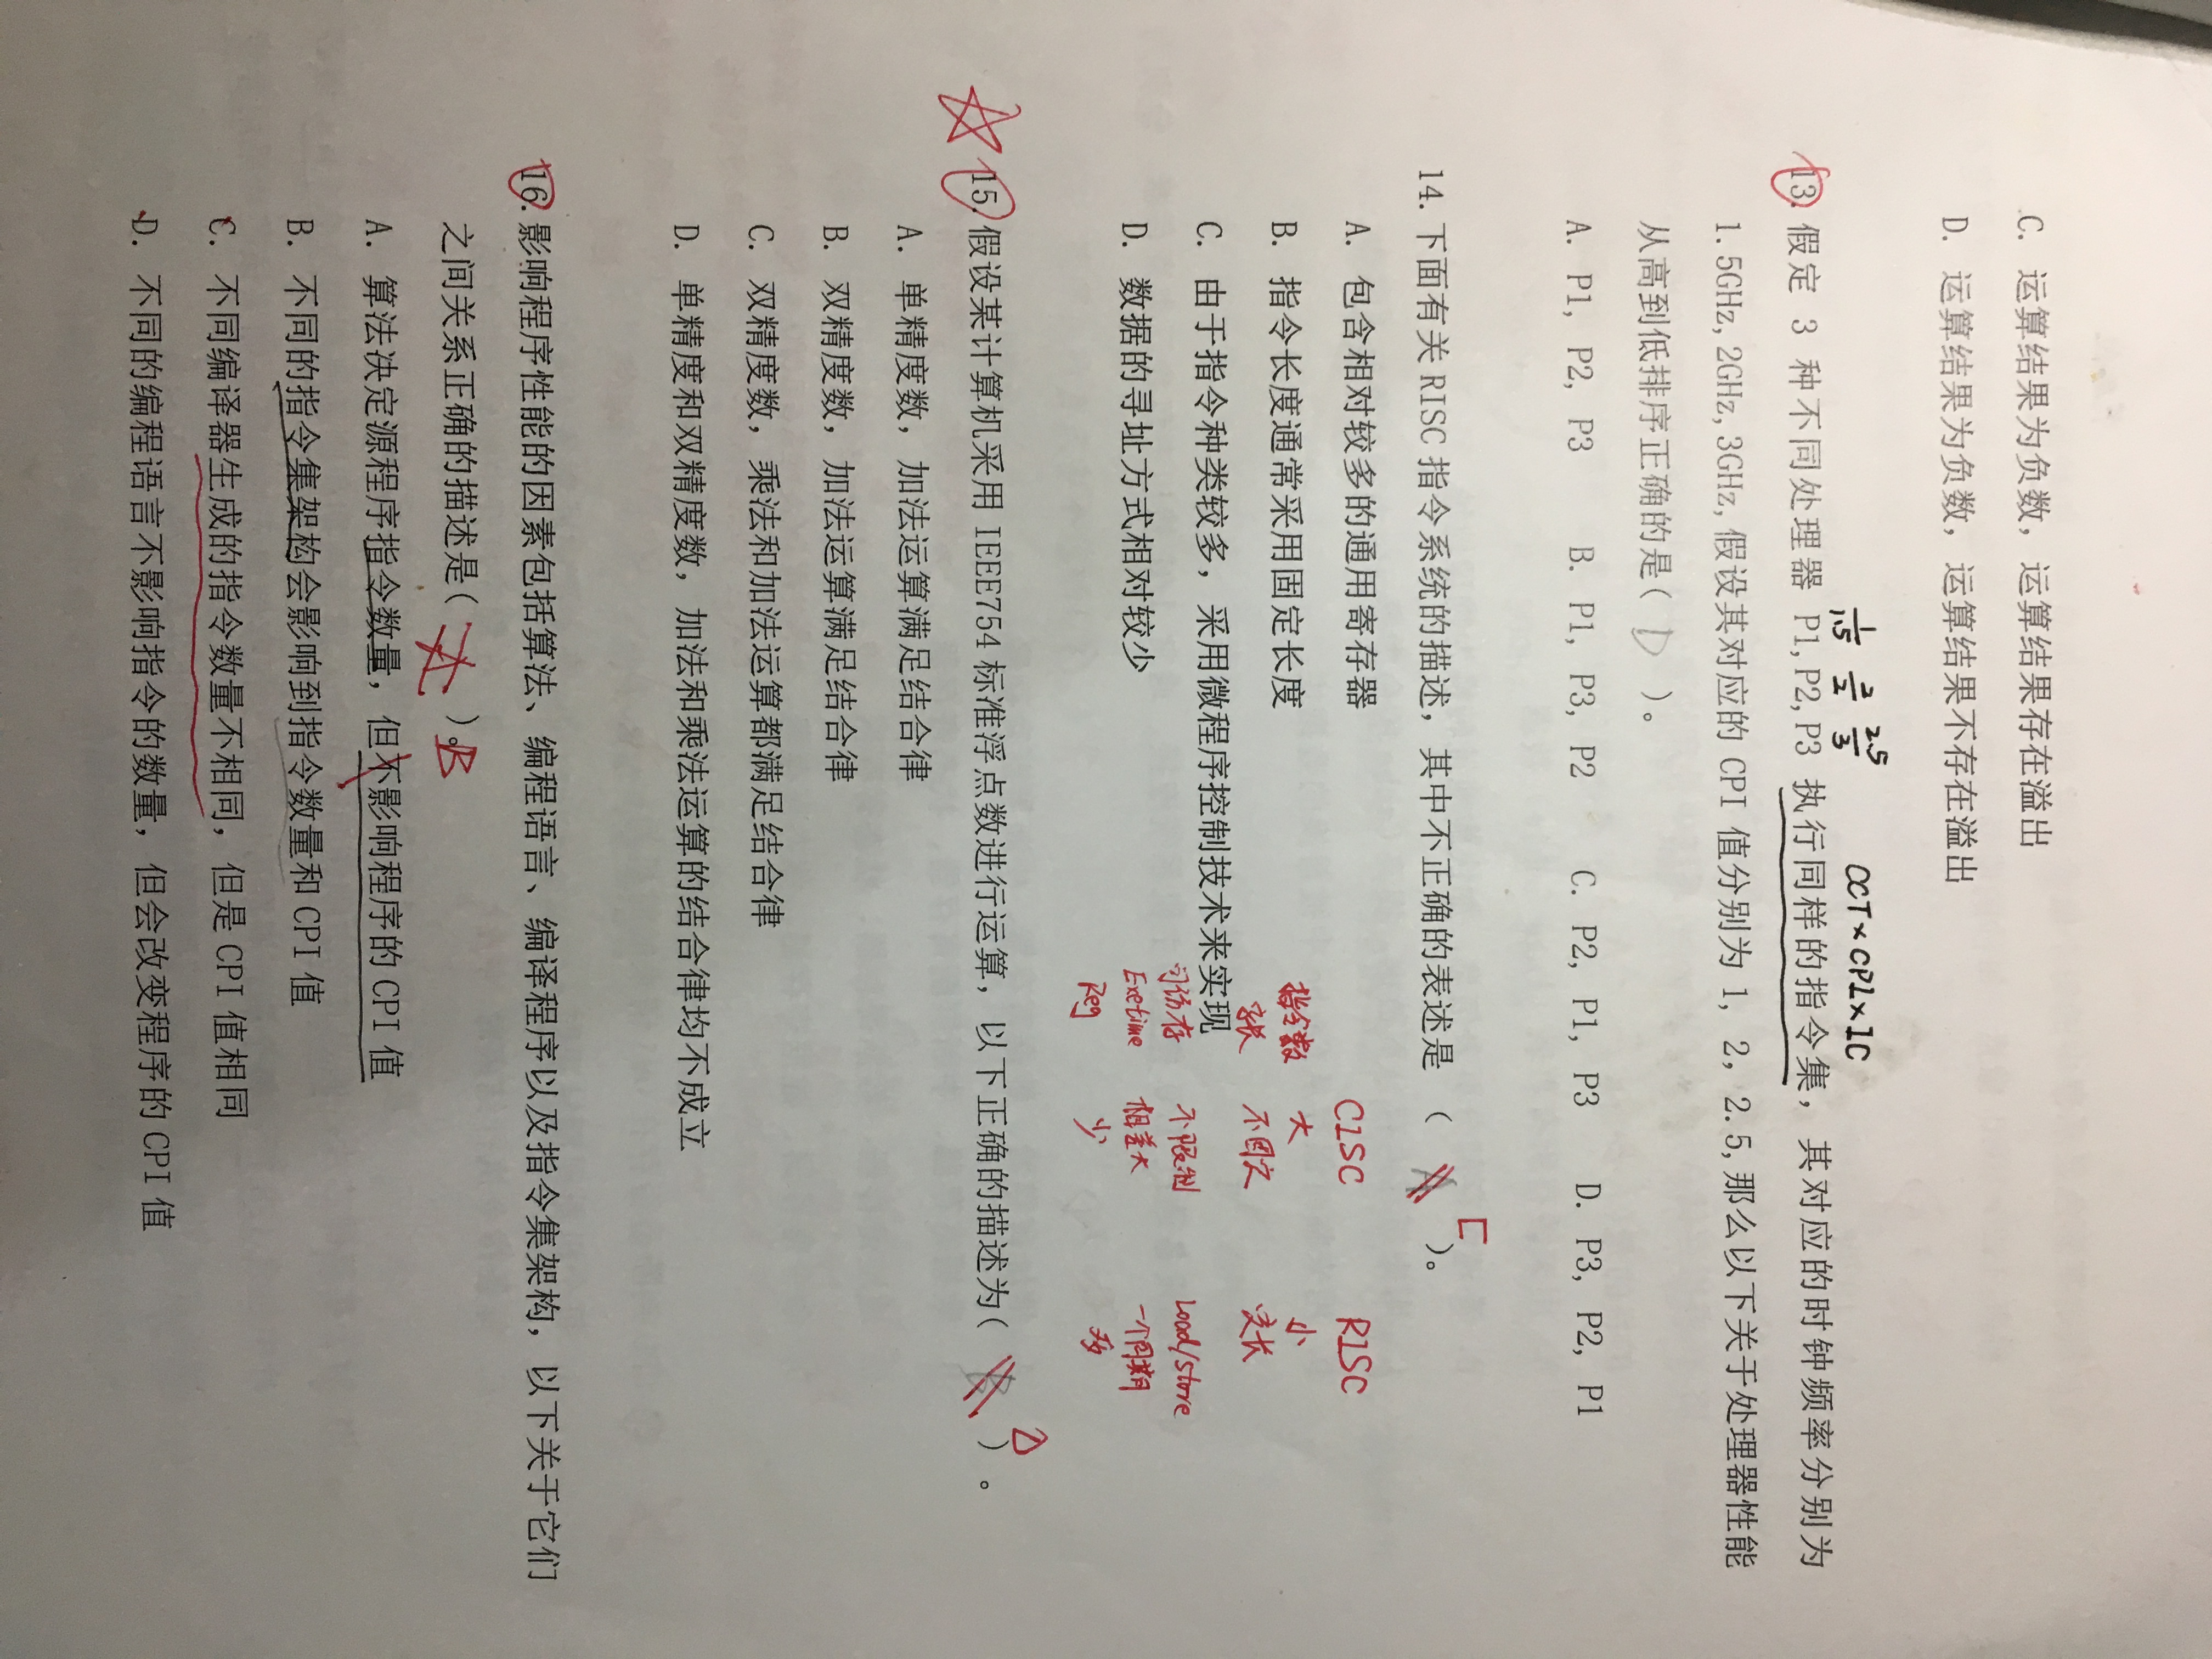 C. 运算结果为负数，运算结果存在溢出
D. 运算结果为负数，运算结果不存在溢出
1/1.5 2/2 2.5/3 CCT×CPI×IC
13. 假定 3 种不同处理器 P1,P2,P3 执行同样的指令集，其对应的时钟频率分别为
1.5GHz,2GHz,3GHz,假设其对应的 CPI 值分别为 1, 2, 2.5,那么以下关于处理器性能
从高到低排序正确的是( D )。
A. P1, P2, P3 B. P1, P3, P2 C. P2, P1, P3 D. P3, P2, P1
14. 下面有关 RISC 指令系统的描述，其中不正确的表述是 ( A )。 C
A. 包含相对较多的通用寄存器
B. 指令长度通常采用固定长度
C. 由于指令种类较多，采用微程序控制技术来实现
D. 数据的寻址方式相对较少
CISC RISC
指令数 大 小
字长 不固定 定长
可访存 不限制 Load/store
Exetime 相差大 一个周期
Reg 少 多
15. 假设某计算机采用 IEEE754 标准浮点数进行运算，以下正确的描述为( B )。 D
A. 单精度数，加法运算满足结合律
B. 双精度数，加法运算满足结合律
C. 双精度数，乘法和加法运算都满足结合律
D. 单精度和双精度数，加法和乘法运算的结合律均不成立
16. 影响程序性能的因素包括算法、编程语言、编译程序以及指令集架构，以下关于它们
之间关系正确的描述是( A )。B
A. 算法决定源程序指令数量，但不影响程序的 CPI 值
B. 不同的指令集架构会影响到指令数量和 CPI 值
C. 不同编译器生成的指令数量不相同，但是 CPI 值相同
D. 不同的编程语言不影响指令的数量，但会改变程序的 CPI 值